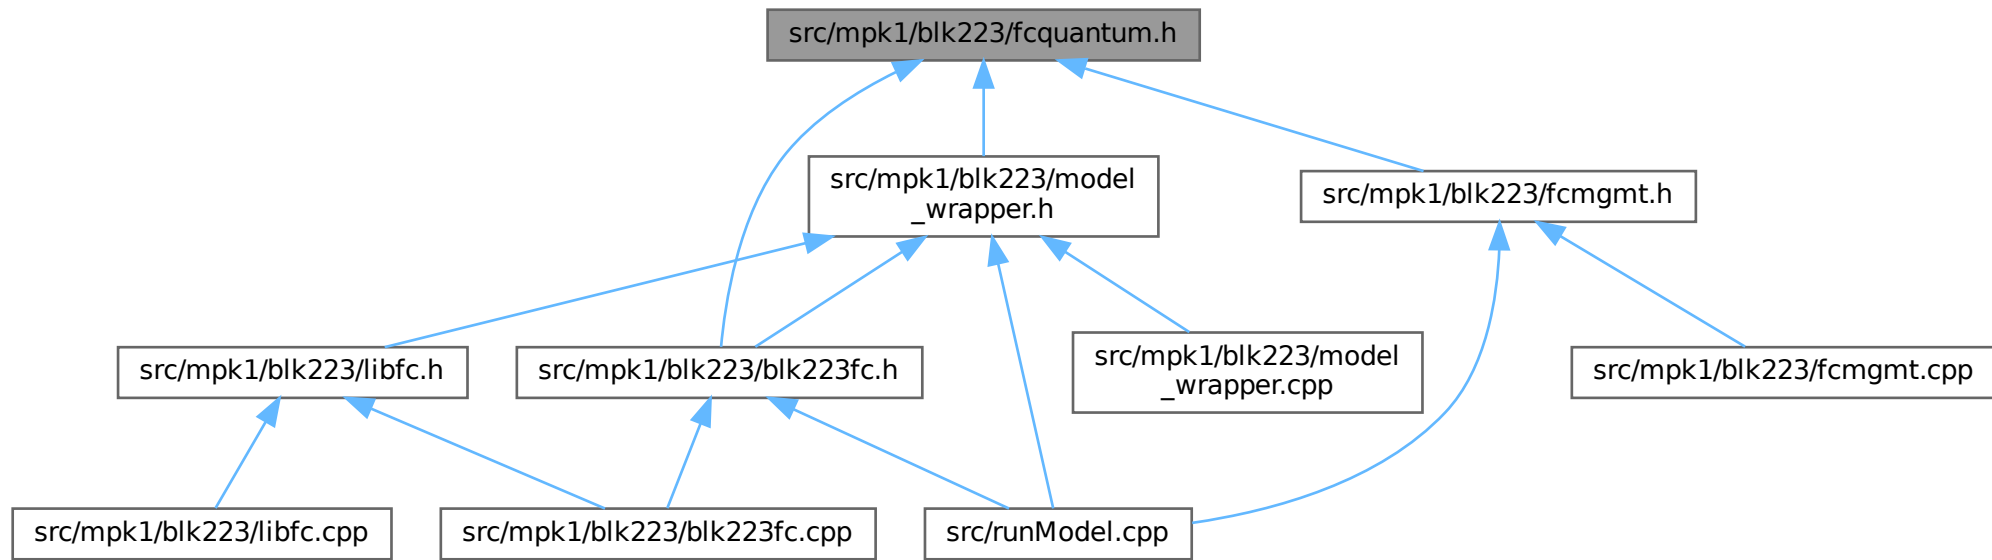 src/mpk1/blk223/fcquantum.h
src/mpk1/blk223/model
_wrapper.h
src/mpk1/blk223/fcmgmt.h
src/mpk1/blk223/libfc.h
src/mpk1/blk223/blk223fc.h
src/mpk1/blk223/model
_wrapper.cpp
src/mpk1/blk223/fcmgmt.cpp
src/mpk1/blk223/libfc.cpp
src/mpk1/blk223/blk223fc.cpp
src/runModel.cpp